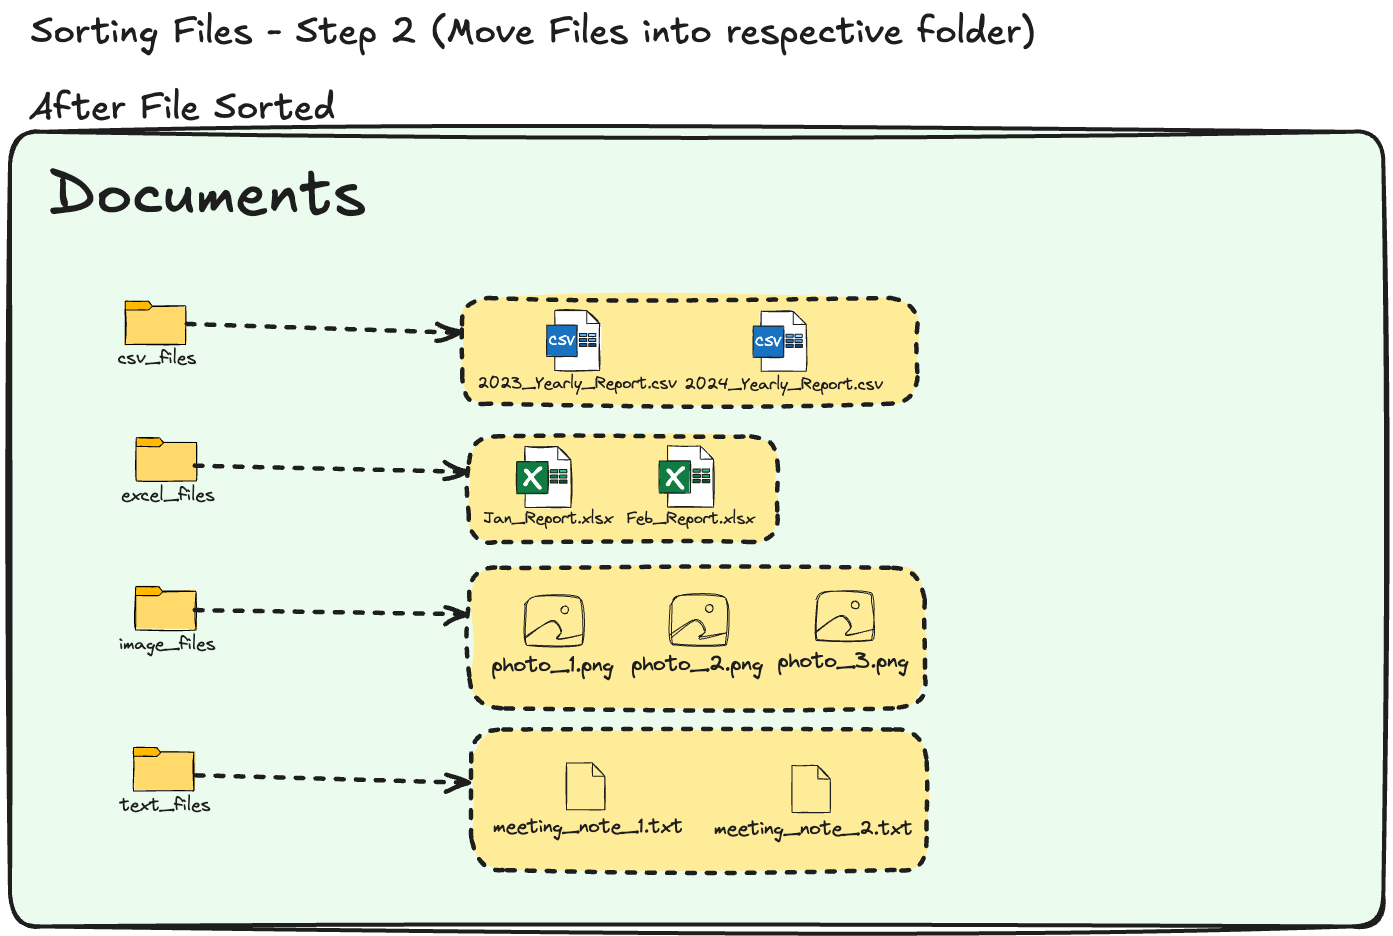 Sorting Files - Step 2 (Move Files into respective folder)
After File Sorted
Documents
csv_files
CSV
CSV
2023_Yearly_Report.csv 2024_Yearly_Report.csv
excel_files
X
X
Jan_Report.xlsx Feb_Report.xlsx
image_files
photo_1.png photo_2.png photo_3.png
text_files
meeting_note_1.txt meeting_note_2.txt